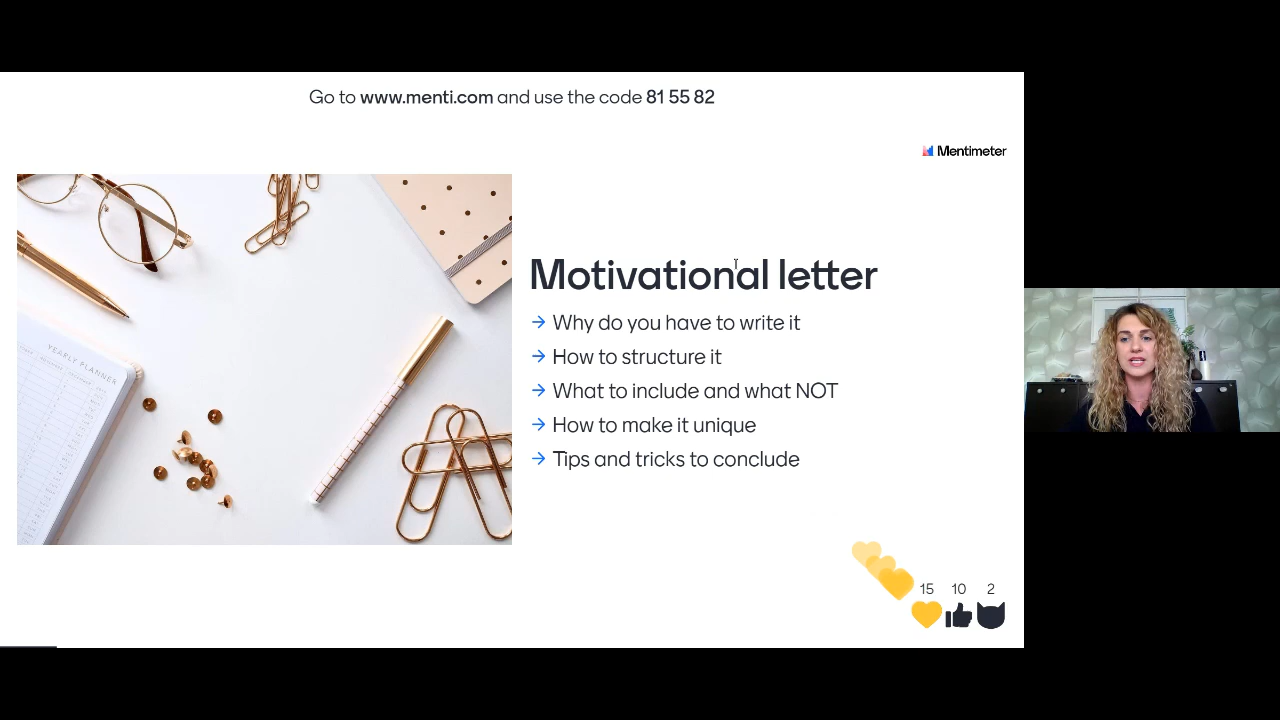 Go to www.menti.com and use the code 81 55 82
Mentimeter
YEARLY PLANNER
Motivational letter
→ Why do you have to write it
→ How to structure it
→ What to include and what NOT
→ How to make it unique
→ Tips and tricks to conclude
15 10 2